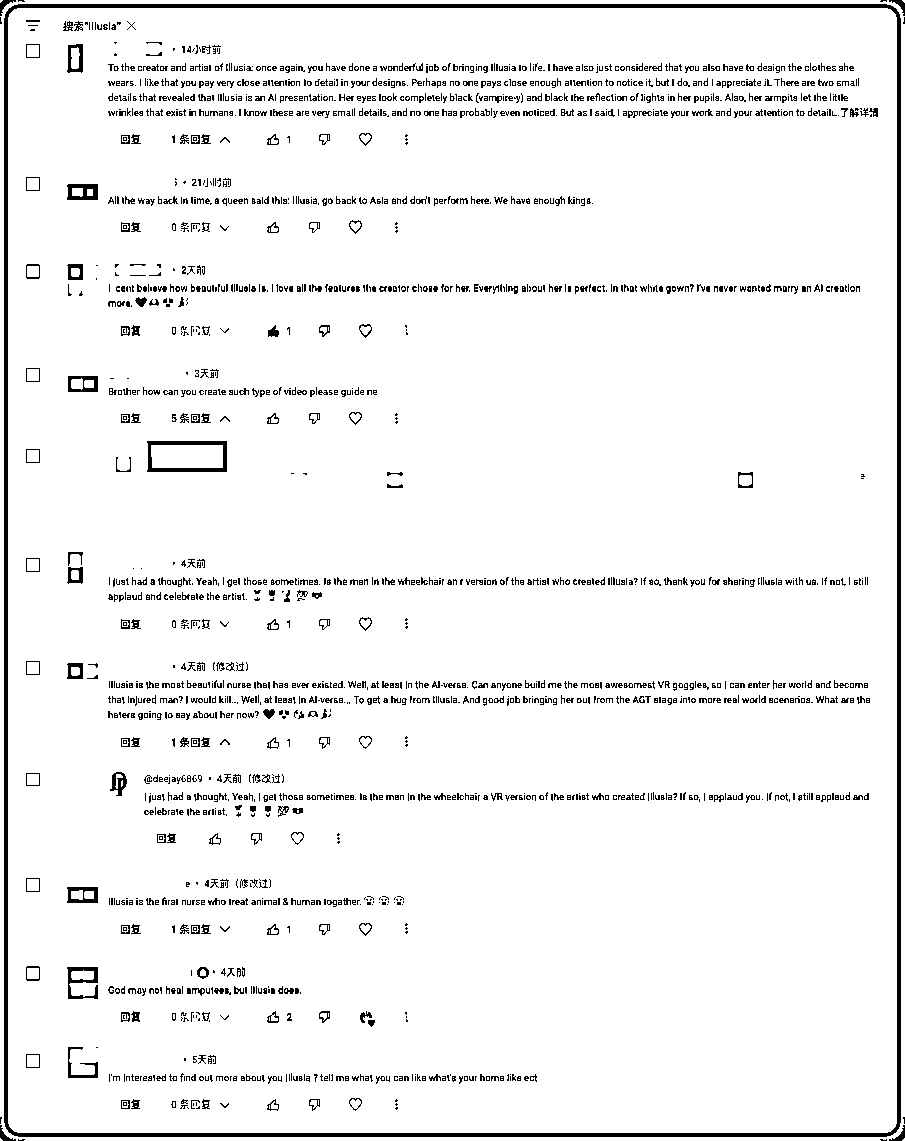 搜索"Illusia"
· 14小时前
To the creator and artist of Illusia: once again, you have done a wonderful job of bringing Illusia to life. I have also just considered that you also have to design the clothes she
wears. I like that you pay very close attention to detail in your designs. Perhaps no one pays close enough attention to notice it, but I do, and I appreciate it. There are two small
details that revealed that Illusia is an AI presentation. Her eyes look completely black (vampire-y) and black the reflection of lights in her pupils. Also, her armpits let the little
wrinkles that exist in humans. I know these are very small details, and no one has probably even noticed. But as I said, I appreciate your work and your attention to detail...了解详情
回复 1 条回复 1
· 21小时前
All the way back in time, a queen said this: Illusia, go back to Asia and don't perform here. We have enough kings.
回复 0 条回复
· 2天前
I cent believe how beautiful Illusia is. I love all the features the creator chose for her. Everything about her is perfect. In that white gown? I've never wanted marry an AI creation
more.
回复 0 条回复 1
· 3天前
Brother how can you create such type of video please guide me
回复 5 条回复
e
· 4天前
I just had a thought. Yeah, I get those sometimes. Is the man in the wheelchair an r version of the artist who created Illusia? If so, thank you for sharing Illusia with us. If not, I still
applaud and celebrate the artist.
回复 0 条回复 1
· 4天前（修改过）
Illusia is the most beautiful nurse that has ever existed. Well, at least in the AI-verse. Can anyone build me the most awesomest VR goggles, so I can enter her world and become
that injured man? I would kill... Well, at least in AI-verse... To get a hug from Illusia. And good job bringing her out from the AGT stage into more real world scenarios. What are the
haters going to say about her now?
回复 1 条回复 1
@deejay6869 · 4天前（修改过）
I just had a thought. Yeah, I get those sometimes. Is the man in the wheelchair a VR version of the artist who created Illusia? If so, I applaud you. If not, I still applaud and
celebrate the artist.
回复
e · 4天前（修改过）
Illusia is the first nurse who treat animal & human togather.
回复 1 条回复 1
· 4天前
God may not heal amputees, but Illusia does.
回复 0 条回复 2
· 5天前
I'm interested to find out more about you Illusia ? tell me what you can like what's your home like ect
回复 0 条回复